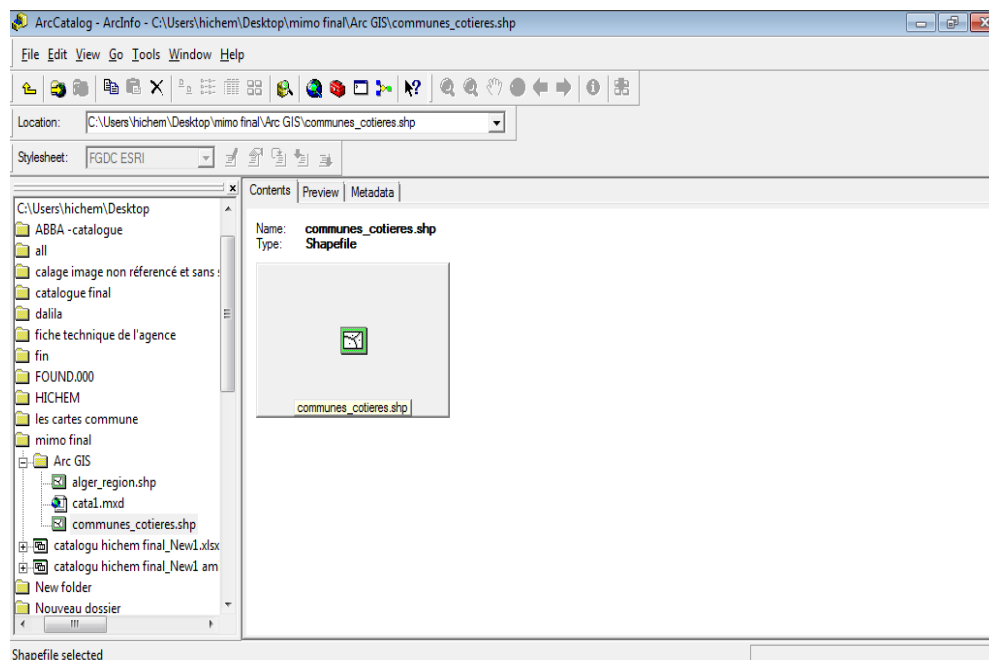 ArcCatalog - ArcInfo - C:\Users\hichem\Desktop\mimo final\Arc GIS\communes_cotieres.shp
File Edit View Go Tools Window Help
Location: C:\Users\hichem\Desktop\mimo final\Arc GIS\communes_cotieres.shp
Stylesheet: FGDC ESRI
C:\Users\hichem\Desktop
ABBA -catalogue
all
calage image non réferencé et sans
catalogue final
dalila
fiche technique de l'agence
fin
FOUND.000
HICHEM
les cartes commune
mimo final
Arc GIS
alger_region.shp
cata1.mxd
communes_cotieres.shp
catalogu hichem final_New1.xlsx
catalogu hichem final_New1 am
New folder
Nouveau dossier
Contents Preview Metadata
Name: communes_cotieres.shp
Type: Shapefile
communes_cotieres.shp
Shapefile selected